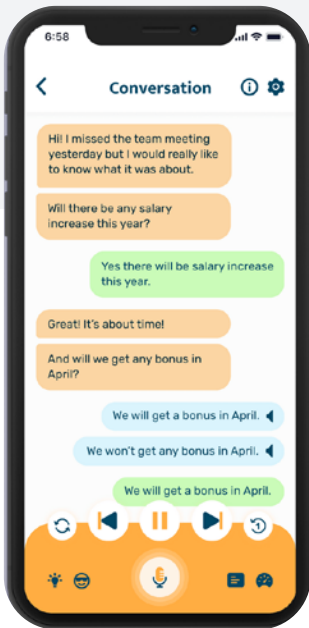 6:58
Conversation
Hi! I missed the team meeting
yesterday but I would really like
to know what it was about.
Will there be any salary
increase this year?
Yes there will be salary increase
this year.
Great! It's about time!
And will we get any bonus in
April?
We will get a bonus in April.
We won't get any bonus in April.
We will get a bonus in April.
1